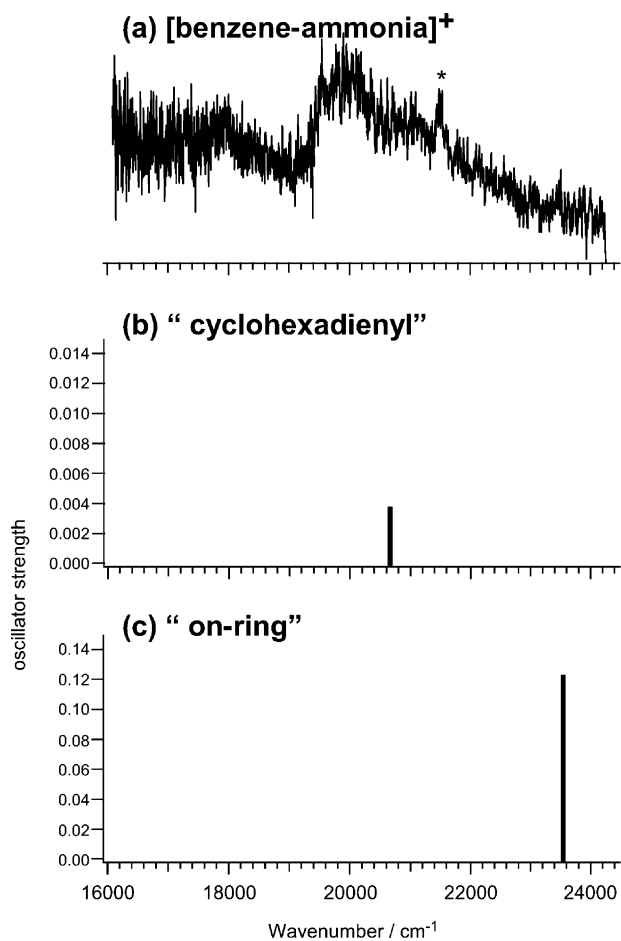 (a) [benzene-ammonia]+
*
(b) “ cyclohexadienyl”
0.014
0.012
0.010
0.008
0.006
0.004
0.002
0.000
oscillator strength
(c) “ on-ring”
0.14
0.12
0.10
0.08
0.06
0.04
0.02
0.00
16000 18000 20000 22000 24000
Wavenumber / cm-1